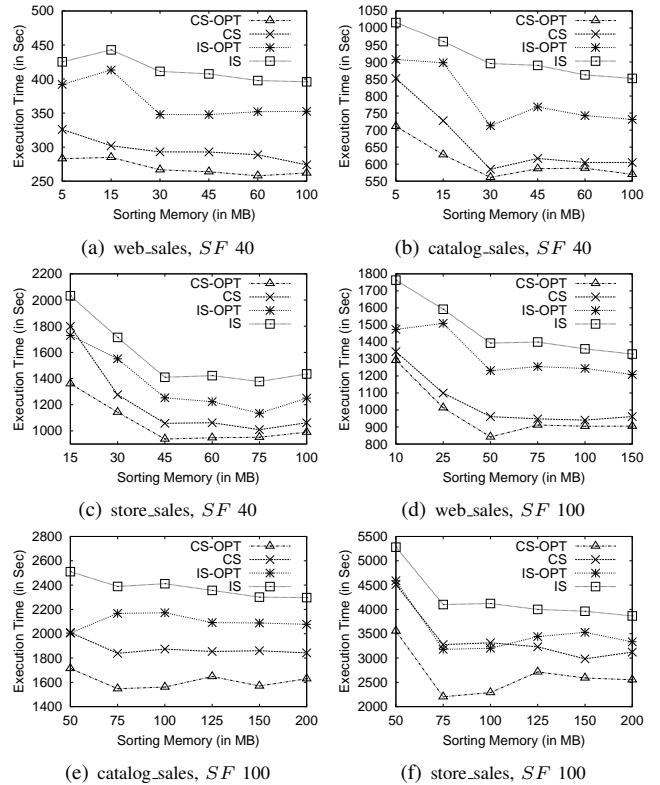 CS-OPT
CS
IS-OPT
IS
Execution Time (in Sec)
500
450
400
350
300
250
5 15 30 45 60 100
Sorting Memory (in MB)
(a) web_sales, SF 40
CS-OPT
CS
IS-OPT
IS
Execution Time (in Sec)
1050
1000
950
900
850
800
750
700
650
600
550
5 15 30 45 60 100
Sorting Memory (in MB)
(b) catalog_sales, SF 40
CS-OPT
CS
IS-OPT
IS
Execution Time (in Sec)
2200
2000
1800
1600
1400
1200
1000
15 30 45 60 75 100
Sorting Memory (in MB)
(c) store_sales, SF 40
CS-OPT
CS
IS-OPT
IS
Execution Time (in Sec)
1800
1700
1600
1500
1400
1300
1200
1100
1000
900
800
10 25 50 75 100 150
Sorting Memory (in MB)
(d) web_sales, SF 100
CS-OPT
CS
IS-OPT
IS
Execution Time (in Sec)
2800
2600
2400
2200
2000
1800
1600
1400
50 75 100 125 150 200
Sorting Memory (in MB)
(e) catalog_sales, SF 100
CS-OPT
CS
IS-OPT
IS
Execution Time (in Sec)
5500
5000
4500
4000
3500
3000
2500
2000
50 75 100 125 150 200
Sorting Memory (in MB)
(f) store_sales, SF 100